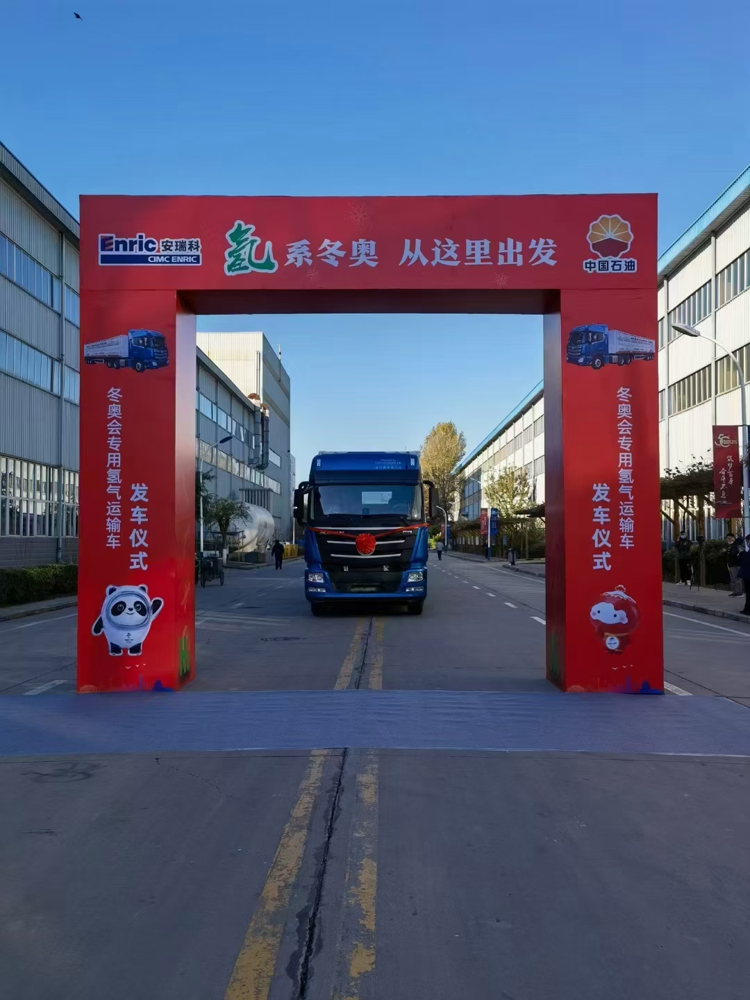 Enric 安瑞科
CIMC ENRIC
氢系冬奥 从这里出发
中国石油
冬奥会专用氢气运输车
发车仪式
冬奥会专用氢气运输车
发车仪式